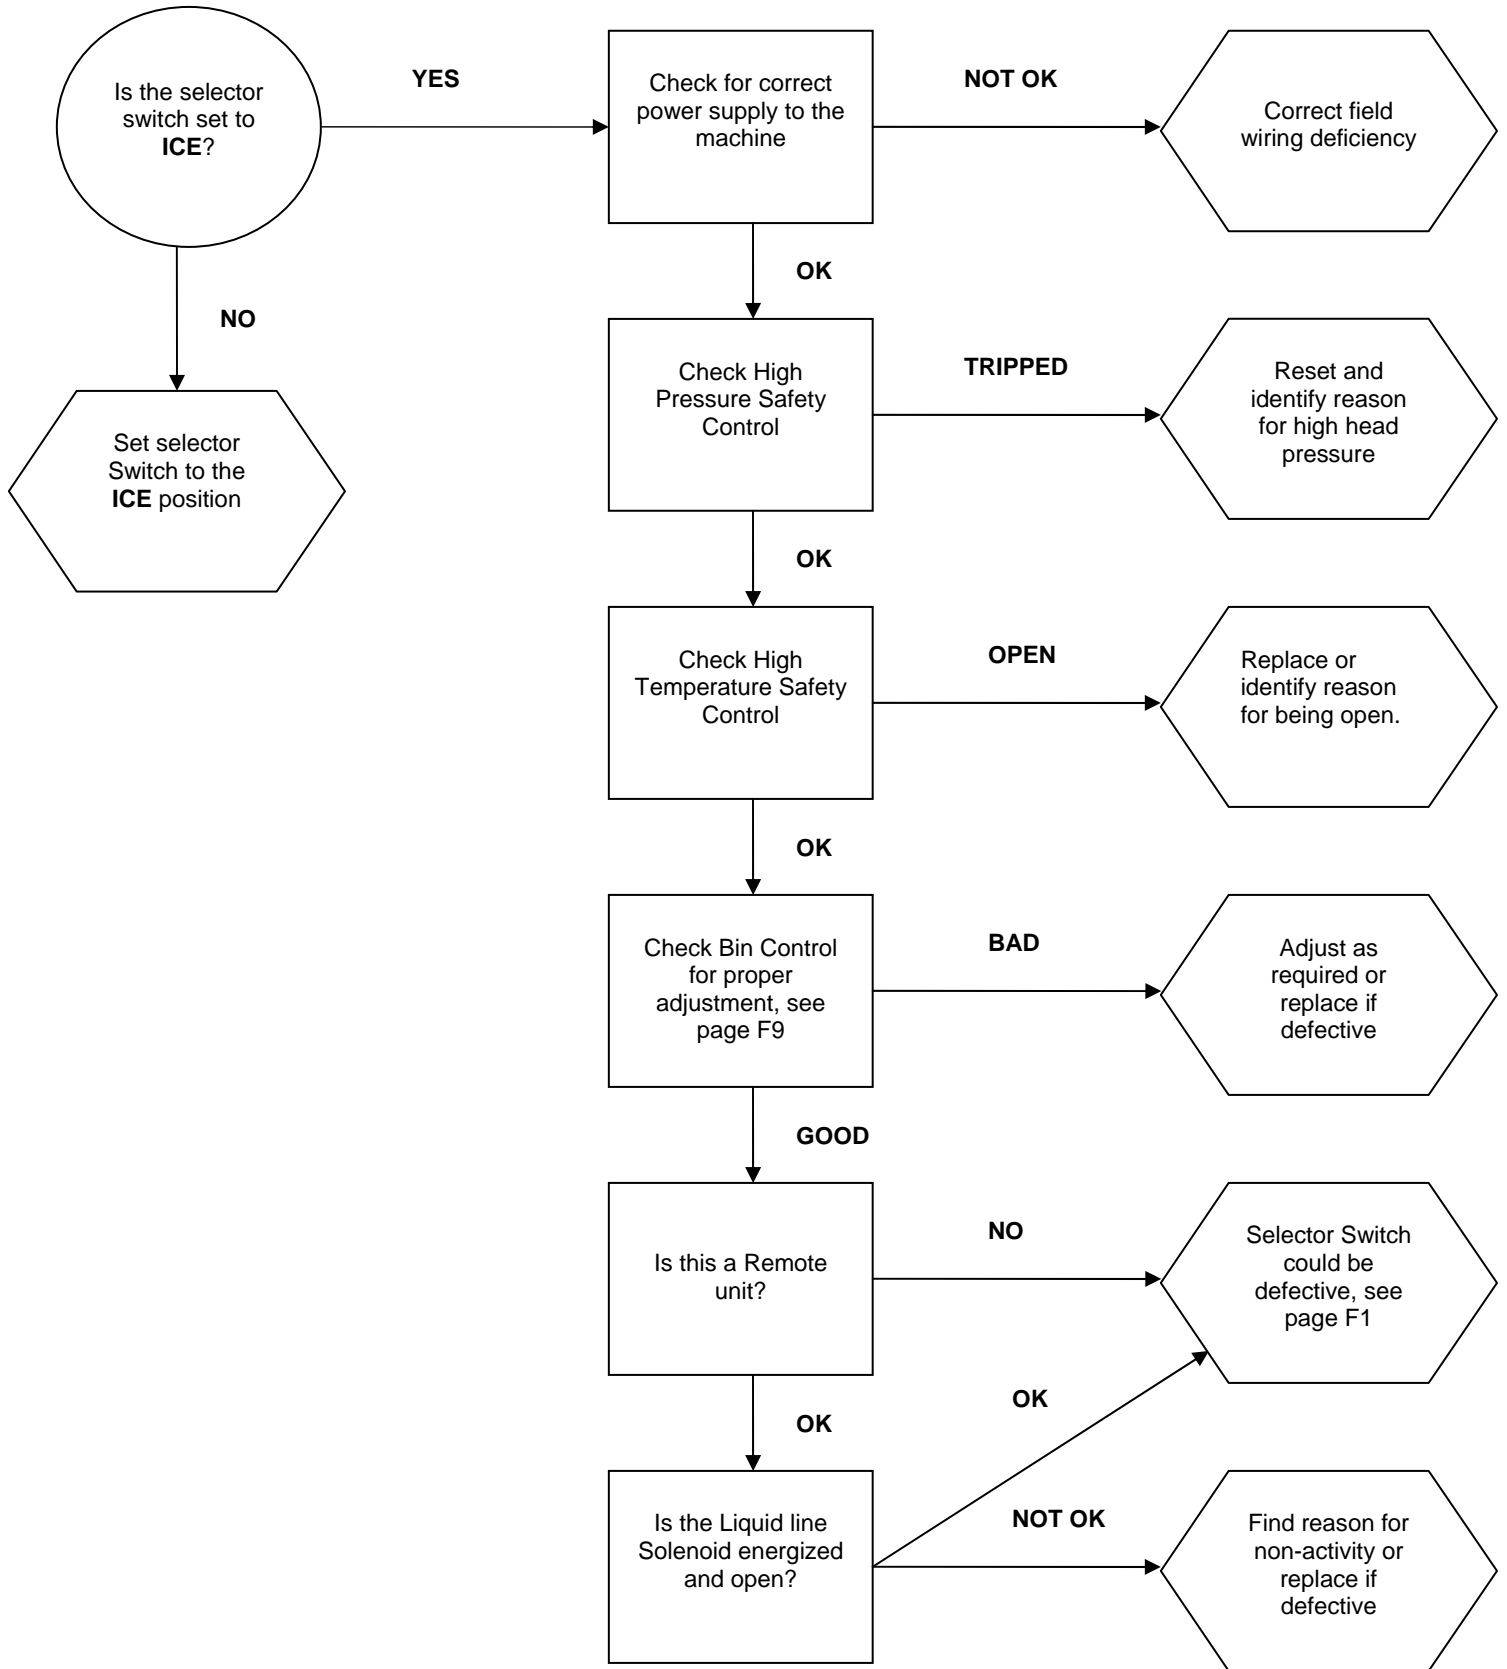 Is the selector
switch set to
ICE?
YES
Check for correct
power supply to the
machine
NOT OK
Correct field
wiring deficiency
OK
NO
Set selector
Switch to the
ICE position
Check High
Pressure Safety
Control
TRIPPED
Reset and
identify reason
for high head
pressure
OK
Check High
Temperature Safety
Control
OPEN
Replace or
identify reason
for being open.
OK
Check Bin Control
for proper
adjustment, see
page F9
BAD
Adjust as
required or
replace if
defective
GOOD
Is this a Remote
unit?
NO
Selector Switch
could be
defective, see
page F1
OK
OK
Is the Liquid line
Solenoid energized
and open?
NOT OK
Find reason for
non-activity or
replace if
defective